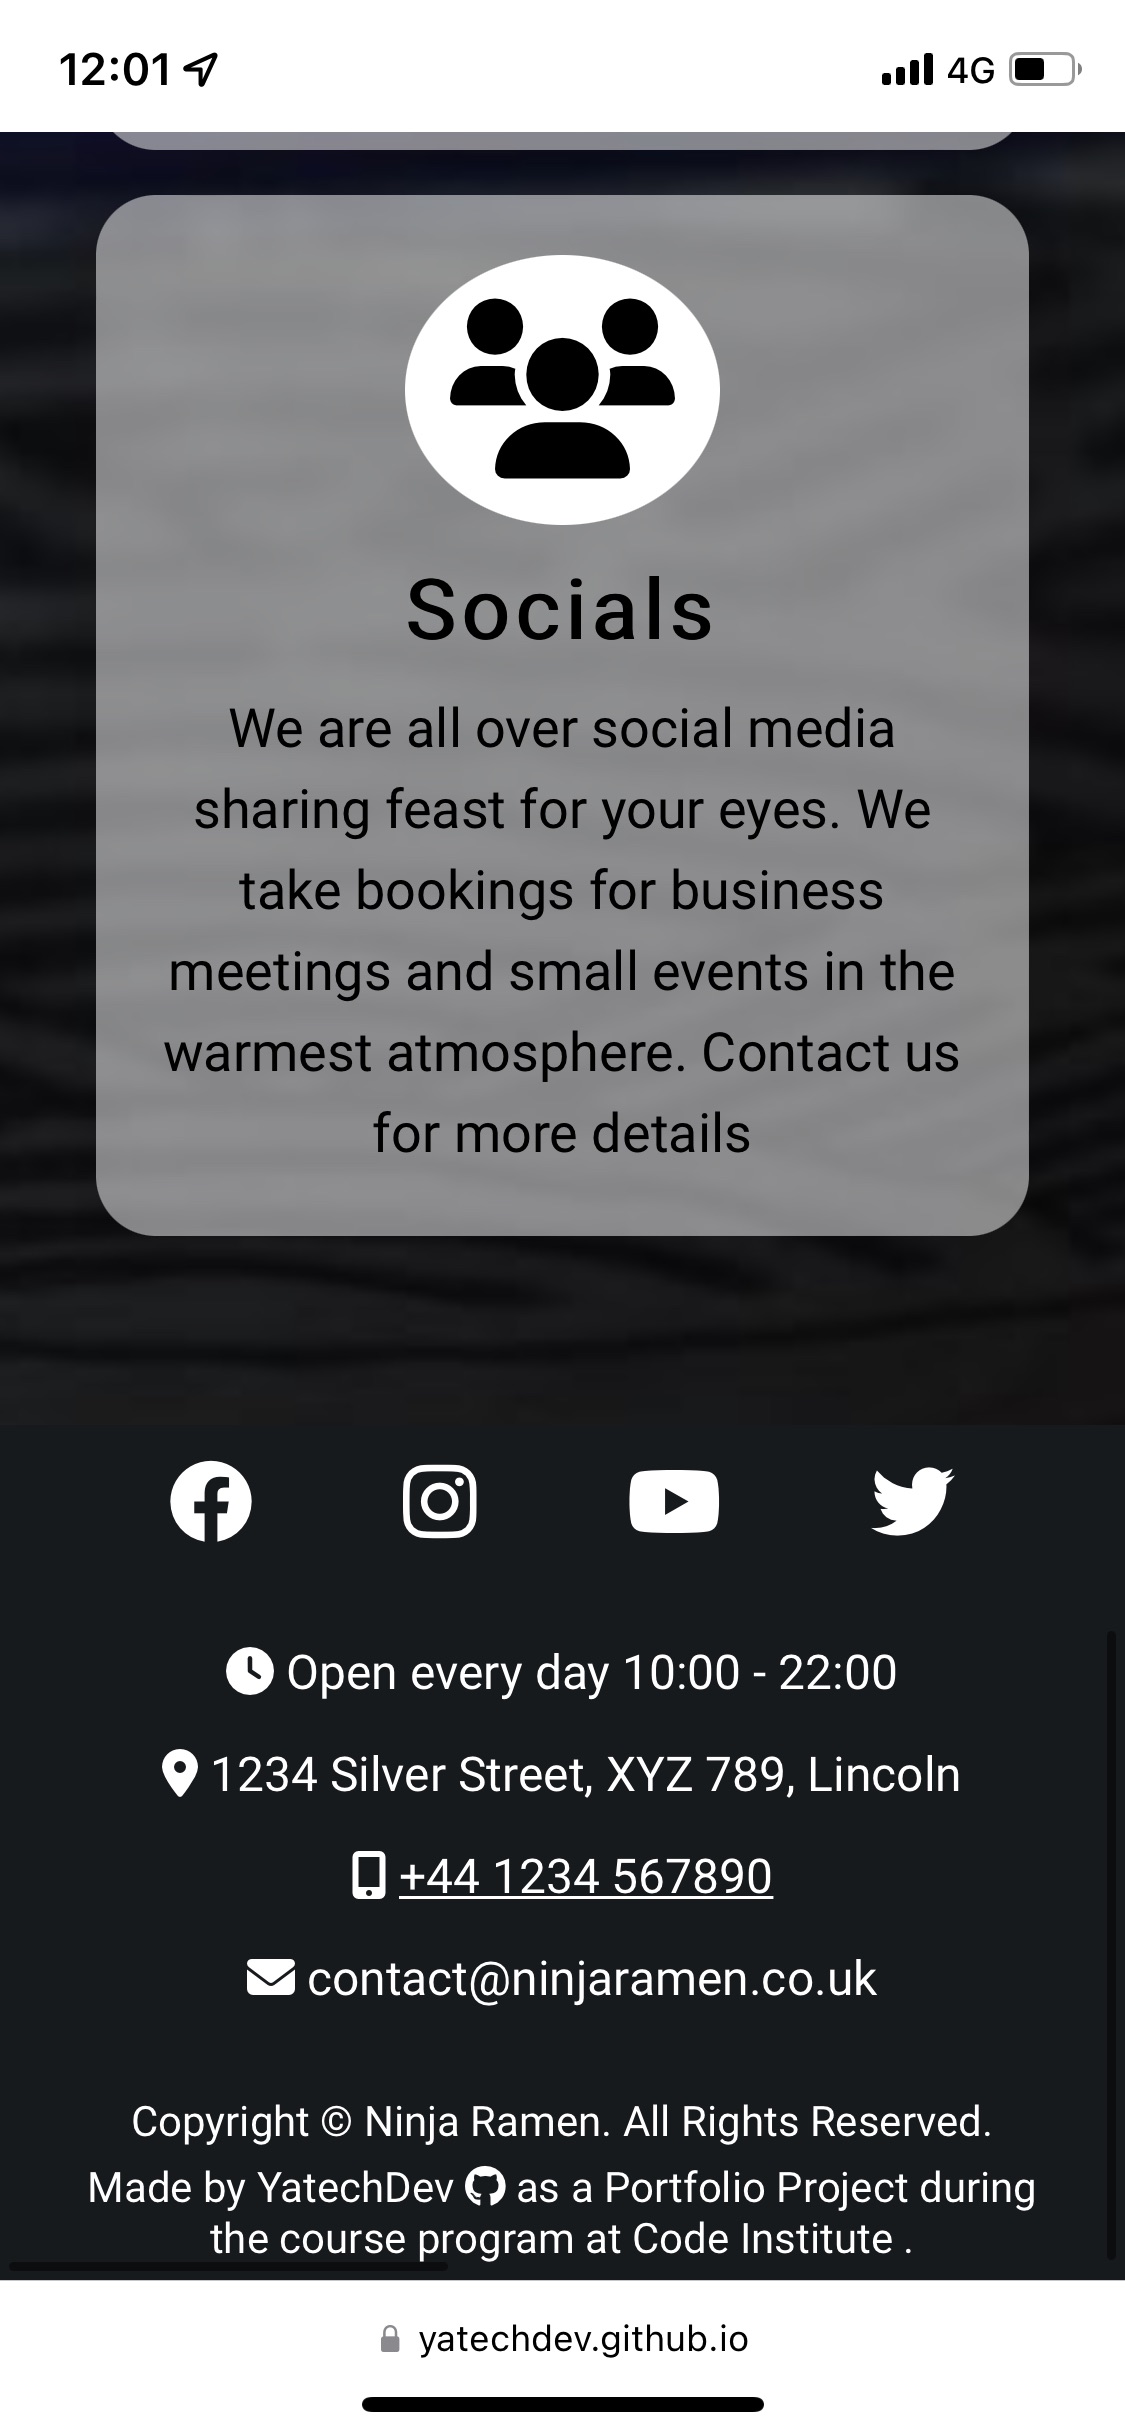 12:01
4G
Socials
We are all over social media
sharing feast for your eyes. We
take bookings for business
meetings and small events in the
warmest atmosphere. Contact us
for more details
Open every day 10:00 - 22:00
1234 Silver Street, XYZ 789, Lincoln
+44 1234 567890
contact@ninjaramen.co.uk
Copyright © Ninja Ramen. All Rights Reserved.
Made by YatechDev as a Portfolio Project during
the course program at Code Institute .
yatechdev.github.io